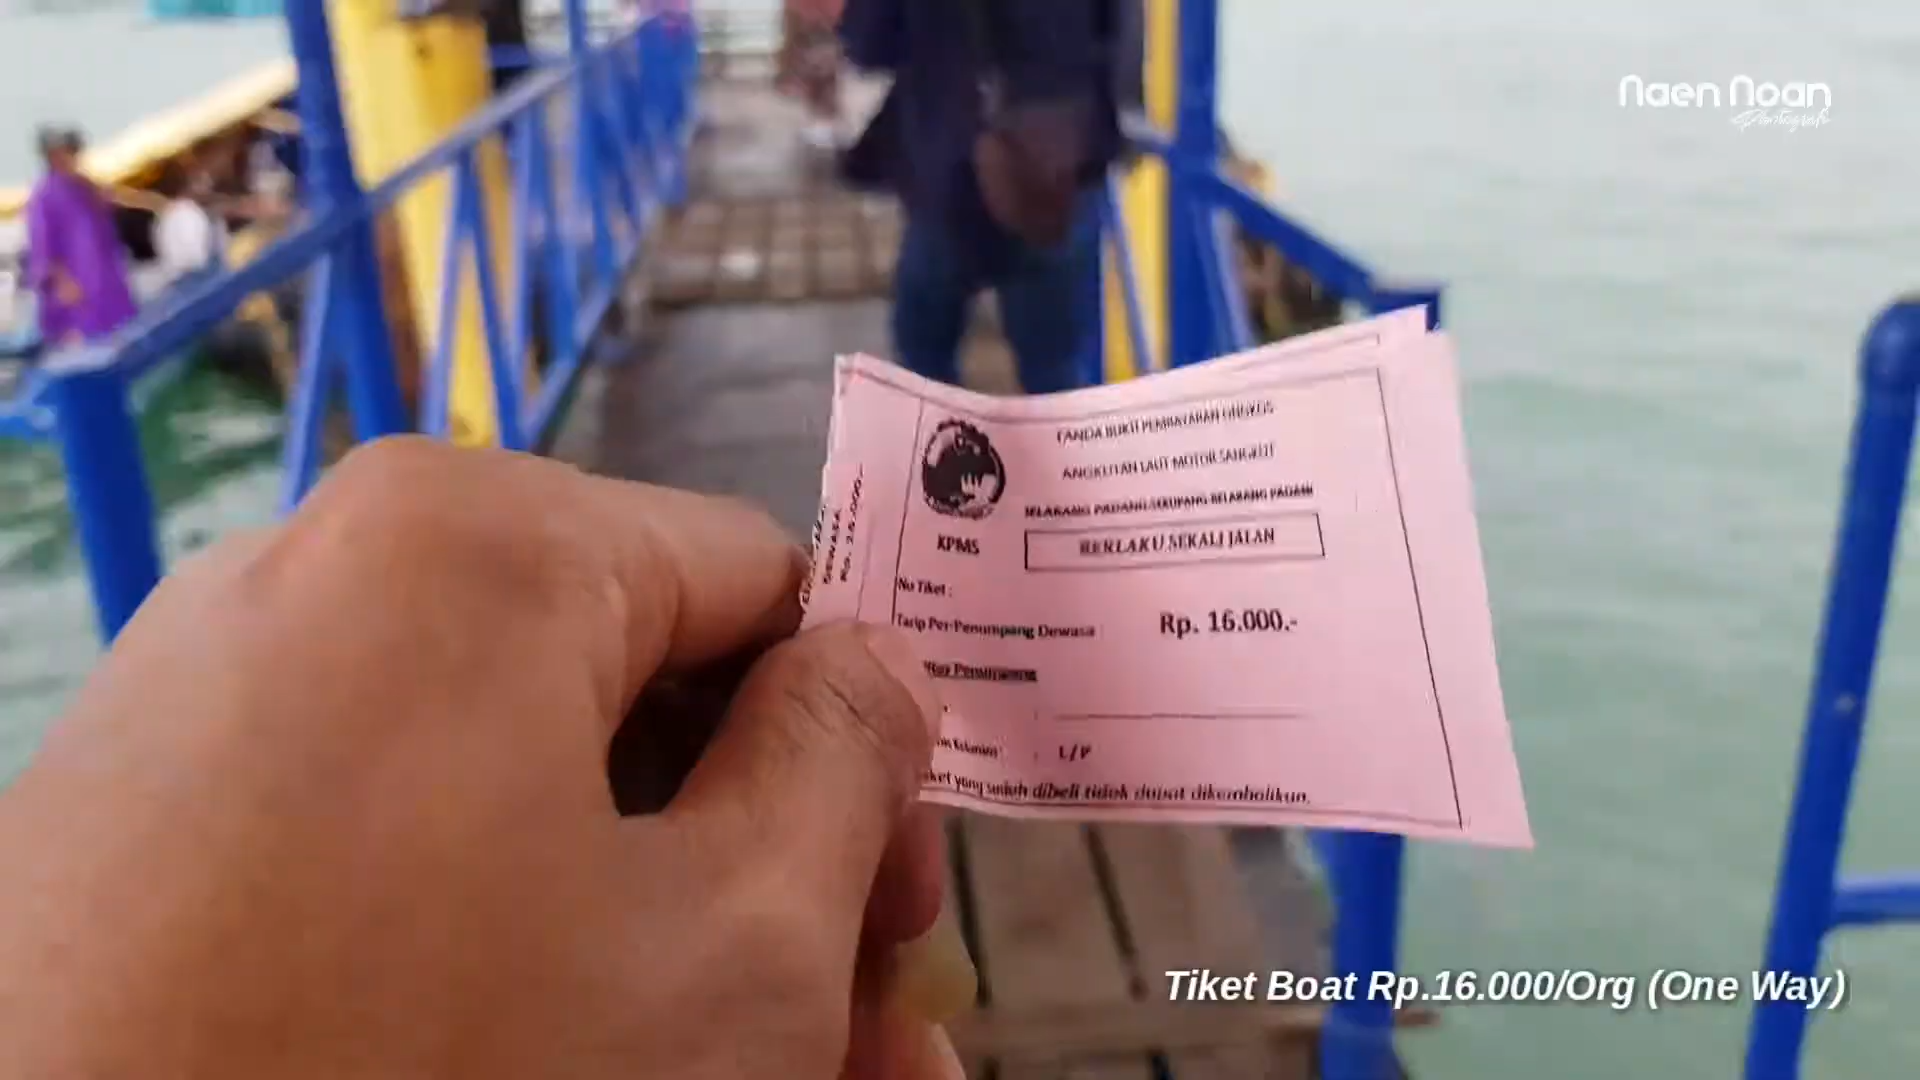 Naen Noan
TANDA BUKTI PEMBAYARAN ONGKOS
ANGKUTAN LAUT MOTOR SANGKUT
BELAKANG PADANG-SEKUPANG-BELAKANG PADANG
KPMS
BERLAKU SEKALI JALAN
No Tiket :
Tarip Per-Penumpang Dewasa : Rp. 16.000.-
Penumpang
: L / P
yang sudah dibeli tidak dapat dikembalikan.
DEWASA
Tiket Boat Rp.16.000/Org (One Way)